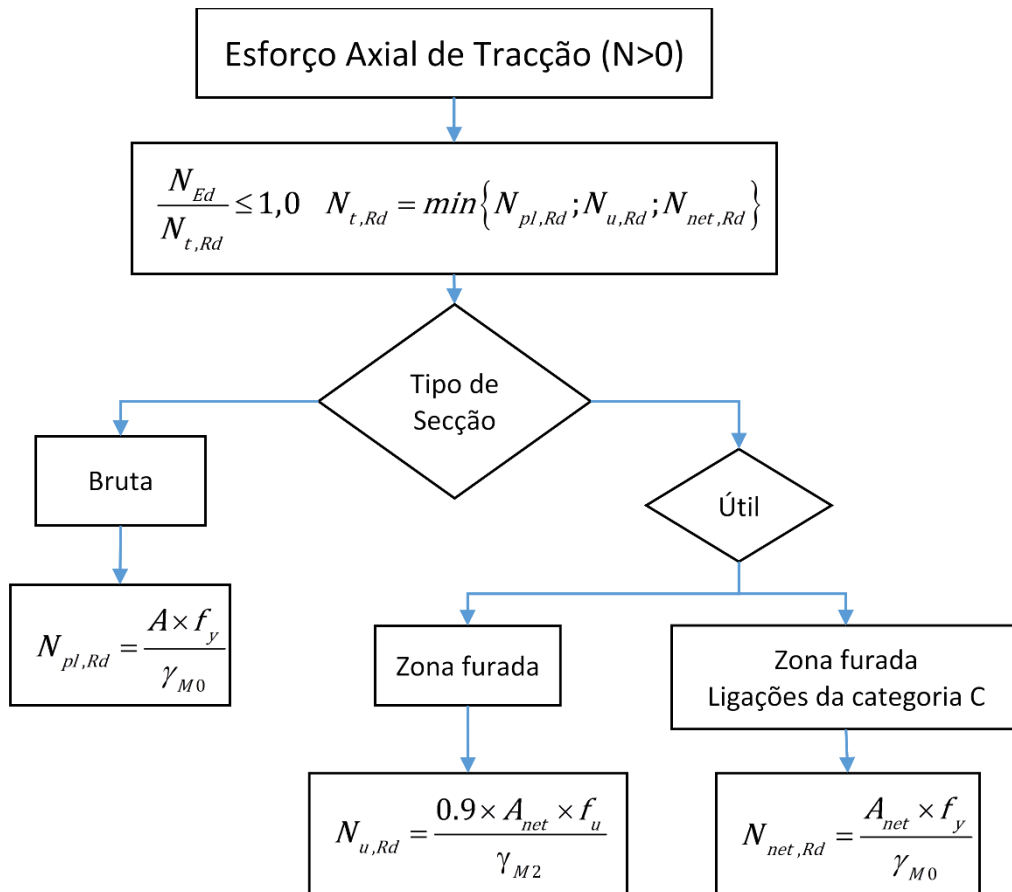 Esforço Axial de Tracção (N>0)
N_Ed / N_t,Rd ≤ 1,0 N_t,Rd = min{N_pl,Rd ; N_u,Rd ; N_net,Rd}
Tipo de
Secção
Bruta
Útil
N_pl,Rd = A × f_y / γ_M0
Zona furada
Zona furada
Ligações da categoria C
N_u,Rd = 0.9 × A_net × f_u / γ_M2
N_net,Rd = A_net × f_y / γ_M0